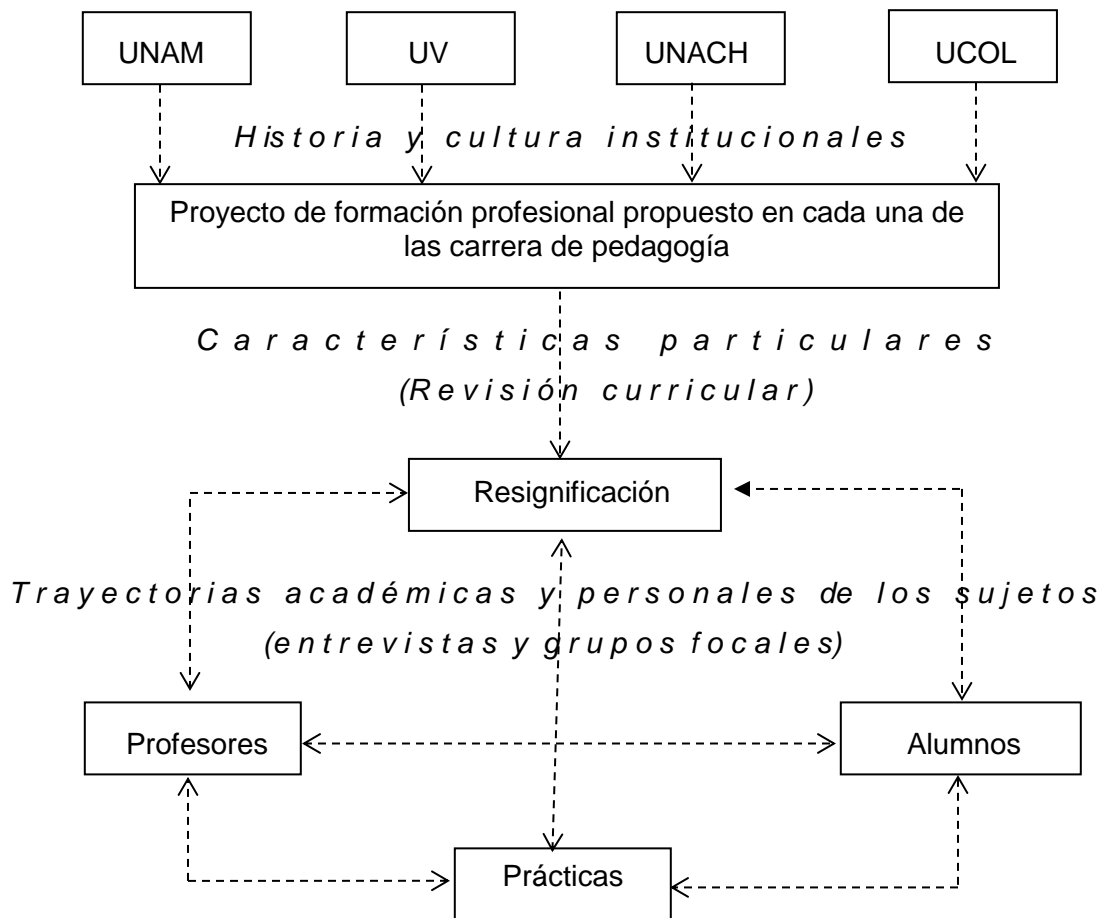 UNAM
UV
UNACH
UCOL
Historia y cultura institucionales
Proyecto de formación profesional propuesto en cada una de
las carrera de pedagogía
Características particulares
(Revisión curricular)
Resignificación
Trayectorias académicas y personales de los sujetos
(entrevistas y grupos focales)
Profesores
Alumnos
Prácticas